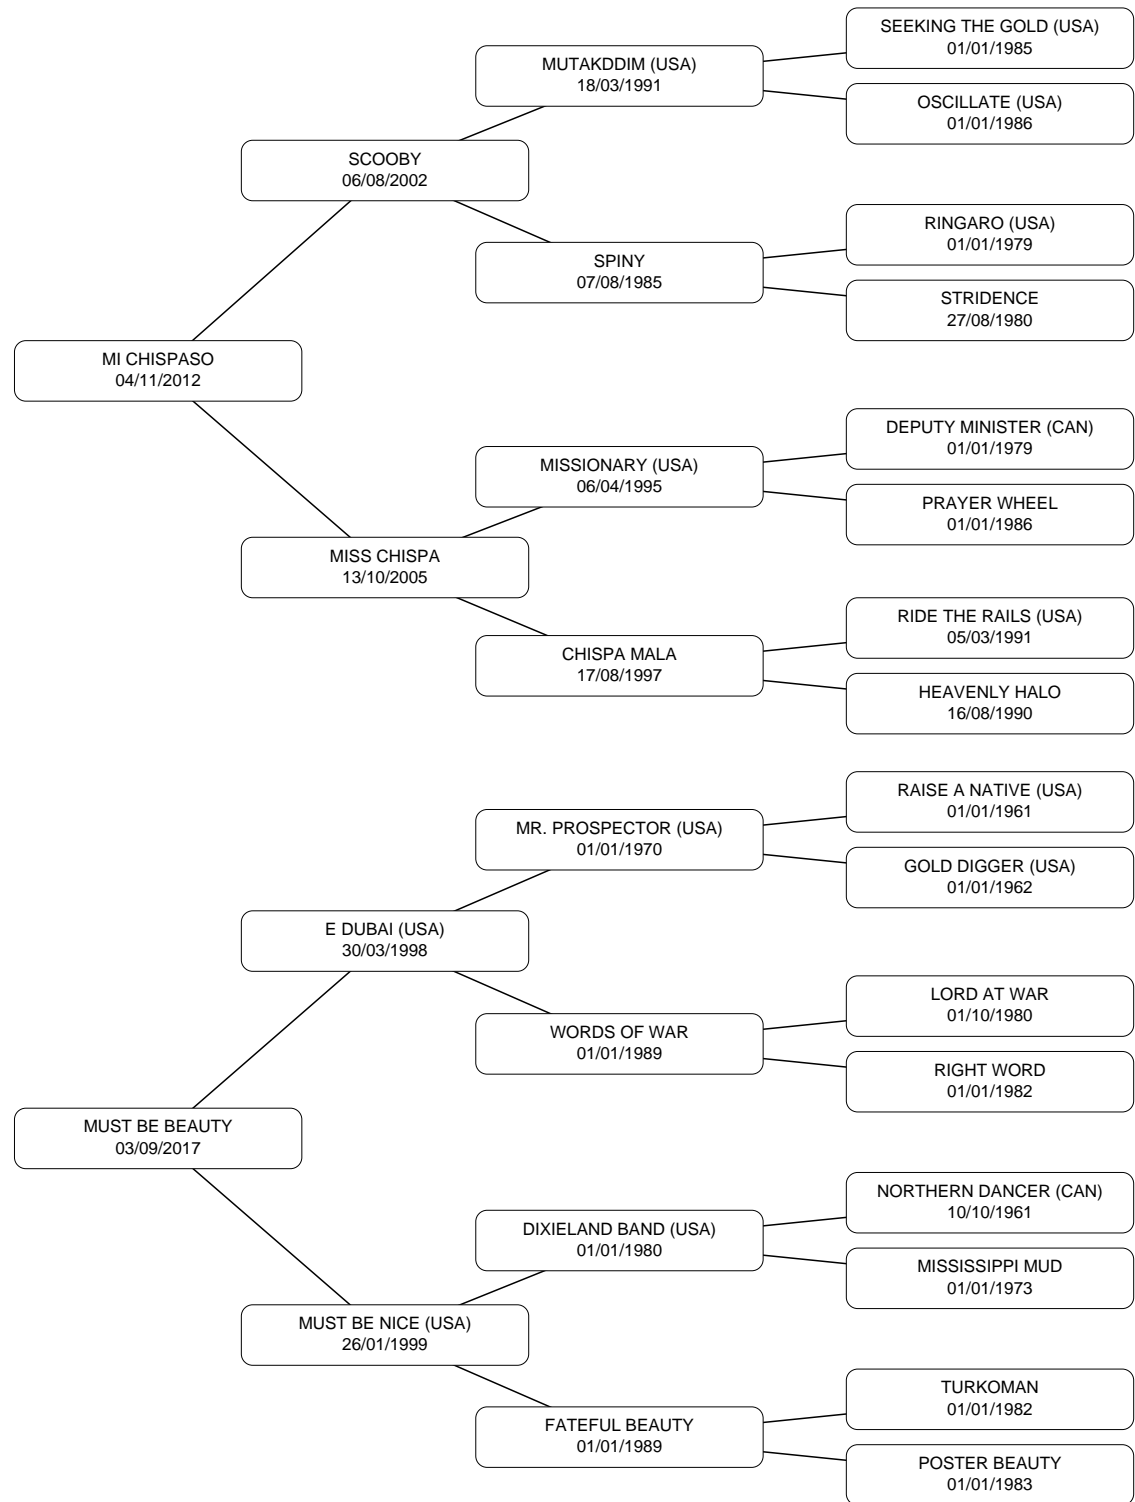 SEEKING THE GOLD (USA)
01/01/1985
MUTAKDDIM (USA)
18/03/1991
OSCILLATE (USA)
01/01/1986
SCOOBY
06/08/2002
RINGARO (USA)
01/01/1979
SPINY
07/08/1985
STRIDENCE
27/08/1980
MI CHISPASO
04/11/2012
DEPUTY MINISTER (CAN)
01/01/1979
MISSIONARY (USA)
06/04/1995
PRAYER WHEEL
01/01/1986
MISS CHISPA
13/10/2005
RIDE THE RAILS (USA)
05/03/1991
CHISPA MALA
17/08/1997
HEAVENLY HALO
16/08/1990
RAISE A NATIVE (USA)
01/01/1961
MR. PROSPECTOR (USA)
01/01/1970
GOLD DIGGER (USA)
01/01/1962
E DUBAI (USA)
30/03/1998
LORD AT WAR
01/10/1980
WORDS OF WAR
01/01/1989
RIGHT WORD
01/01/1982
MUST BE BEAUTY
03/09/2017
NORTHERN DANCER (CAN)
10/10/1961
DIXIELAND BAND (USA)
01/01/1980
MISSISSIPPI MUD
01/01/1973
MUST BE NICE (USA)
26/01/1999
TURKOMAN
01/01/1982
FATEFUL BEAUTY
01/01/1989
POSTER BEAUTY
01/01/1983